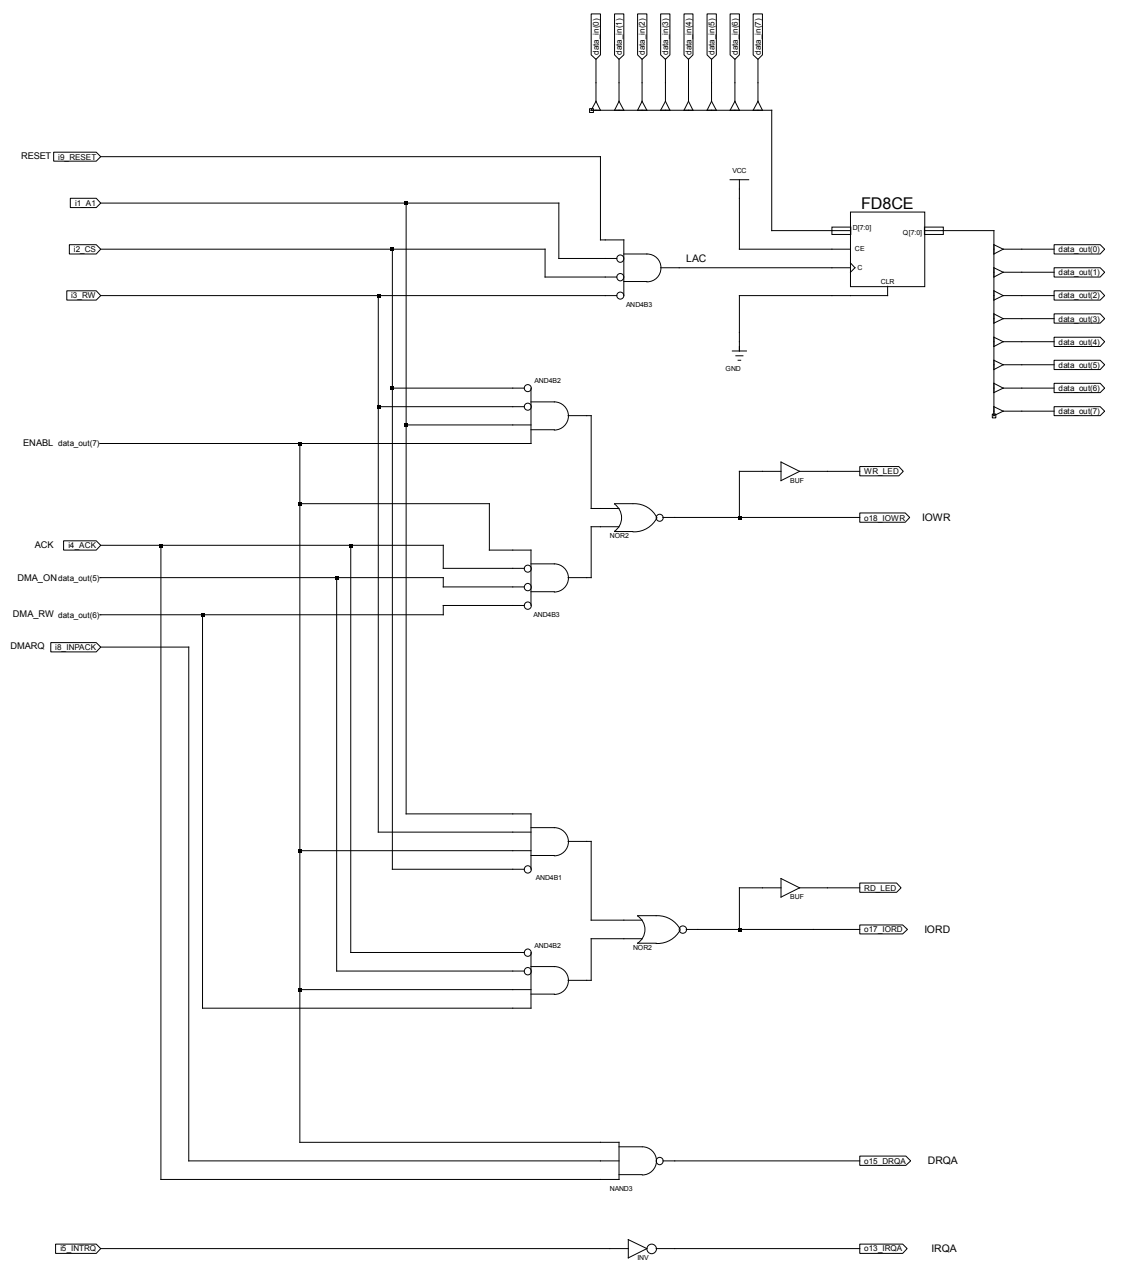 data_in(0)
data_in(1)
data_in(2)
data_in(3)
data_in(4)
data_in(5)
data_in(6)
data_in(7)
RESET i9_RESET
VCC
i1_A1
FD8CE
D[7:0]
Q[7:0]
i2_CS
CE
data_out(0)
LAC
C
data_out(1)
CLR
i3_RW
AND4B3
data_out(2)
data_out(3)
data_out(4)
GND
data_out(5)
data_out(6)
data_out(7)
AND4B2
ENABL data_out(7)
WR_LED
BUF
o18_IOWR IOWR
NOR2
ACK i4_ACK
DMA_ON data_out(5)
DMA_RW data_out(6)
AND4B3
DMARQ i8_INPACK
AND4B1
RD_LED
BUF
o17_IORD IORD
NOR2
AND4B2
o15_DRQA DRQA
NAND3
i5_INTRQ
INV
o13_IRQA IRQA